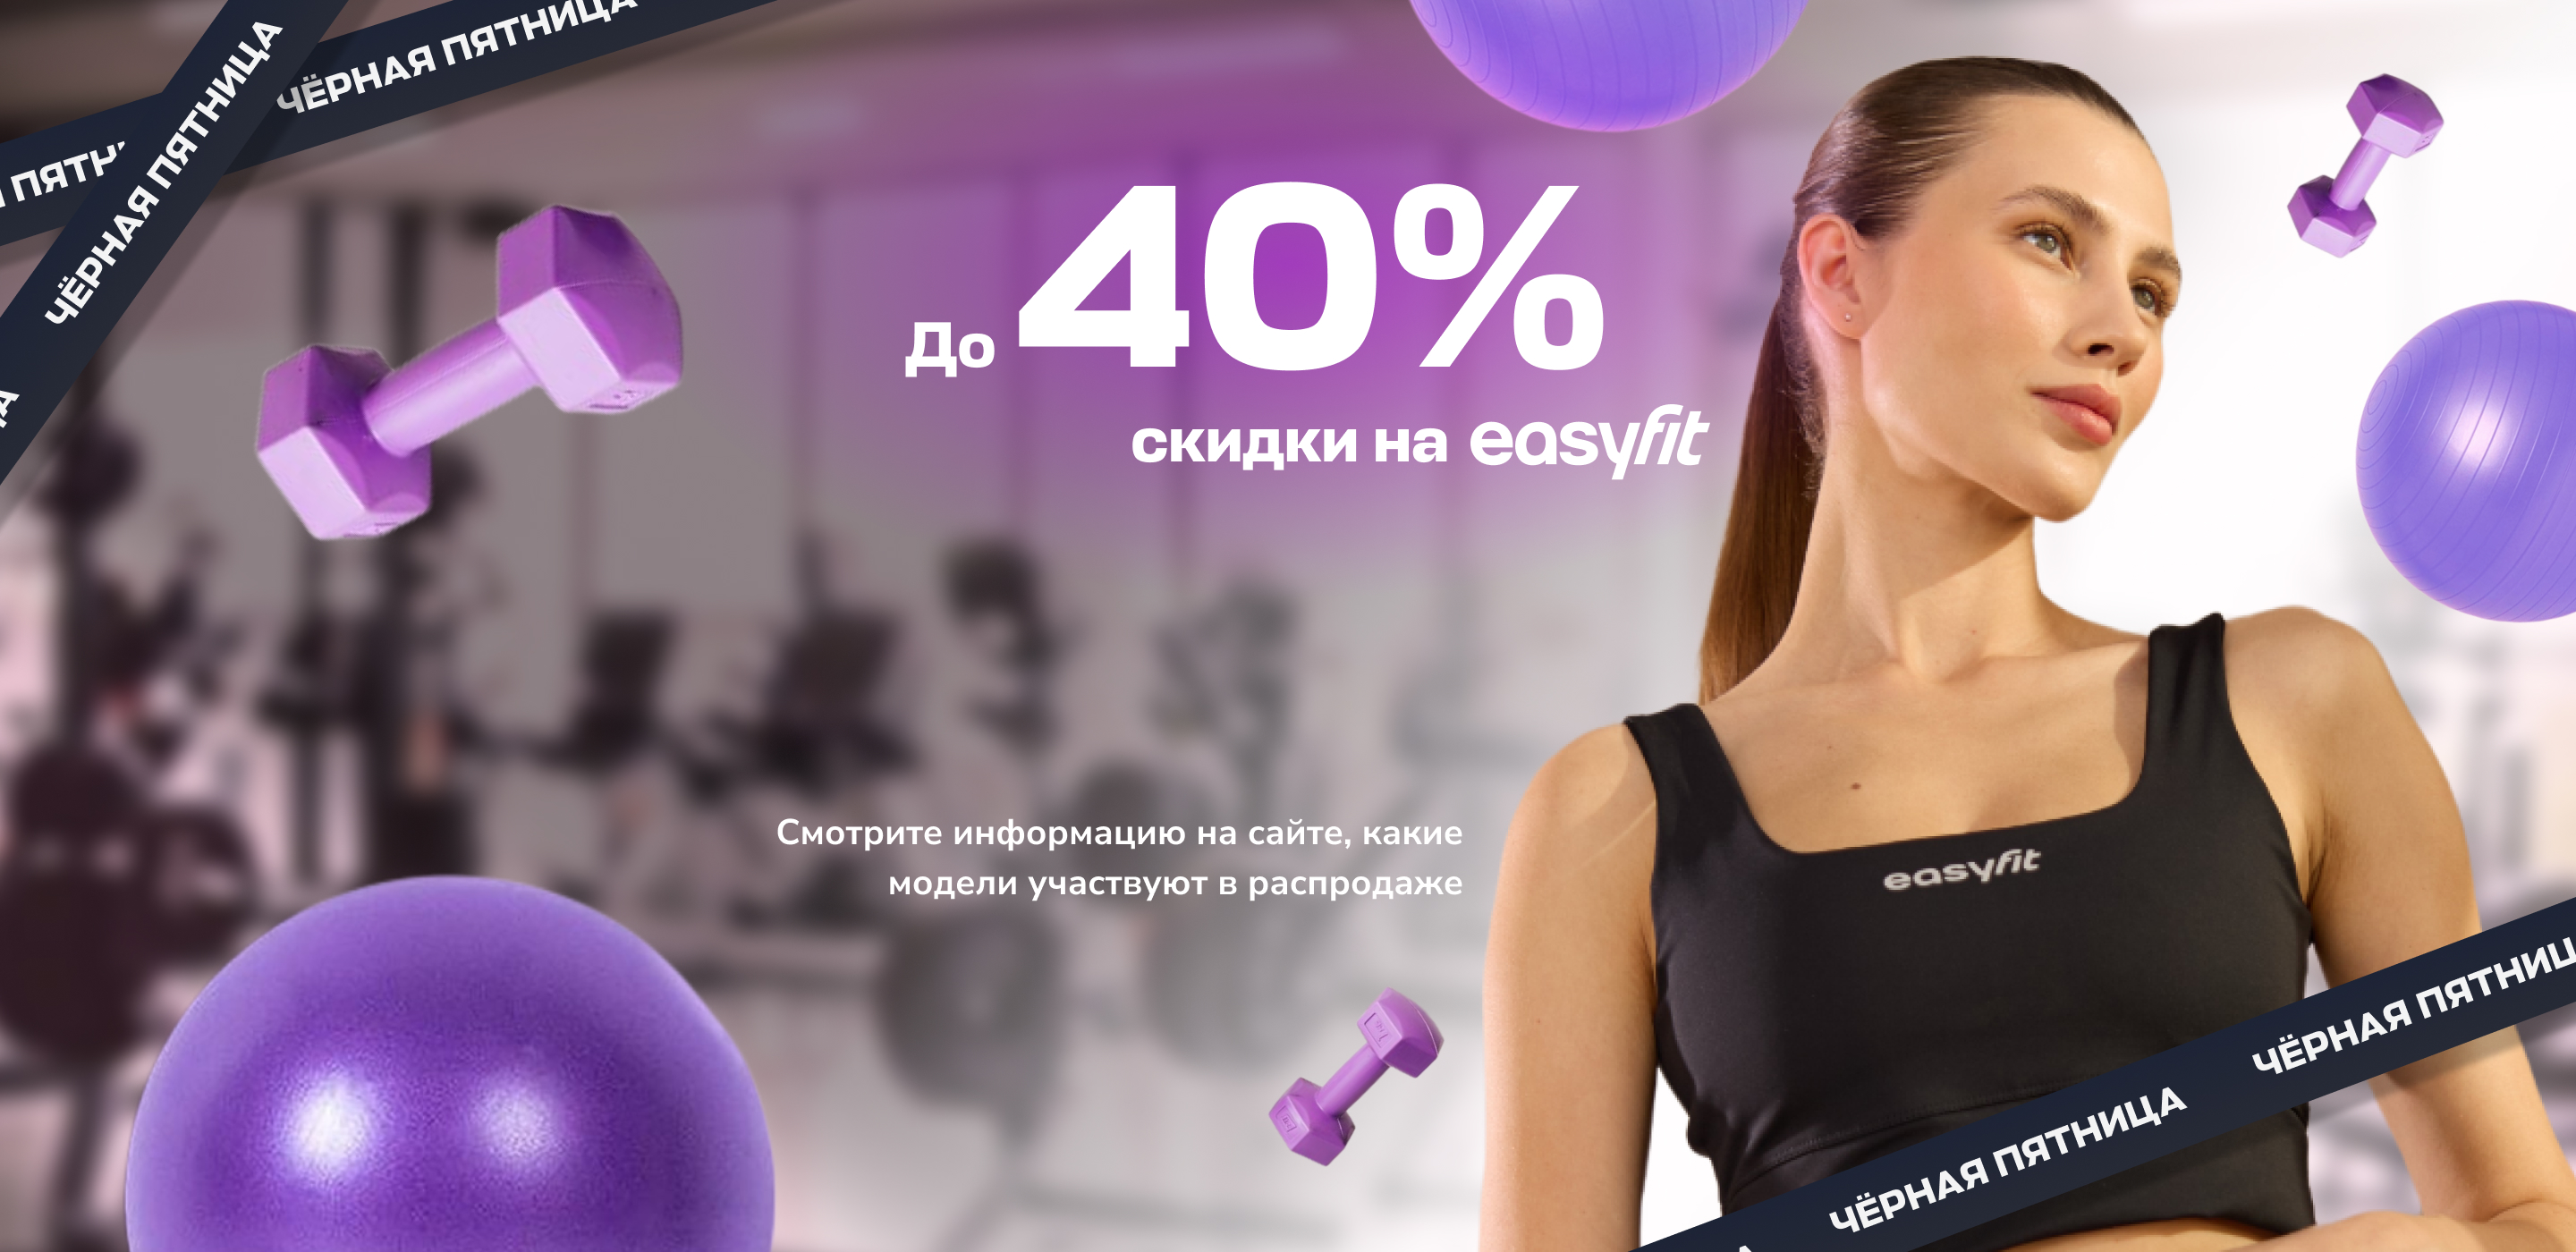 ЧЁРНАЯ ПЯТНИЦА
ЧЁРНАЯ ПЯТНИЦА
До 40%
скидки на easyfit
Смотрите информацию на сайте, какие
модели участвуют в распродаже
easyfit
ЧЁРНАЯ ПЯТНИЦА
ЧЁРНАЯ